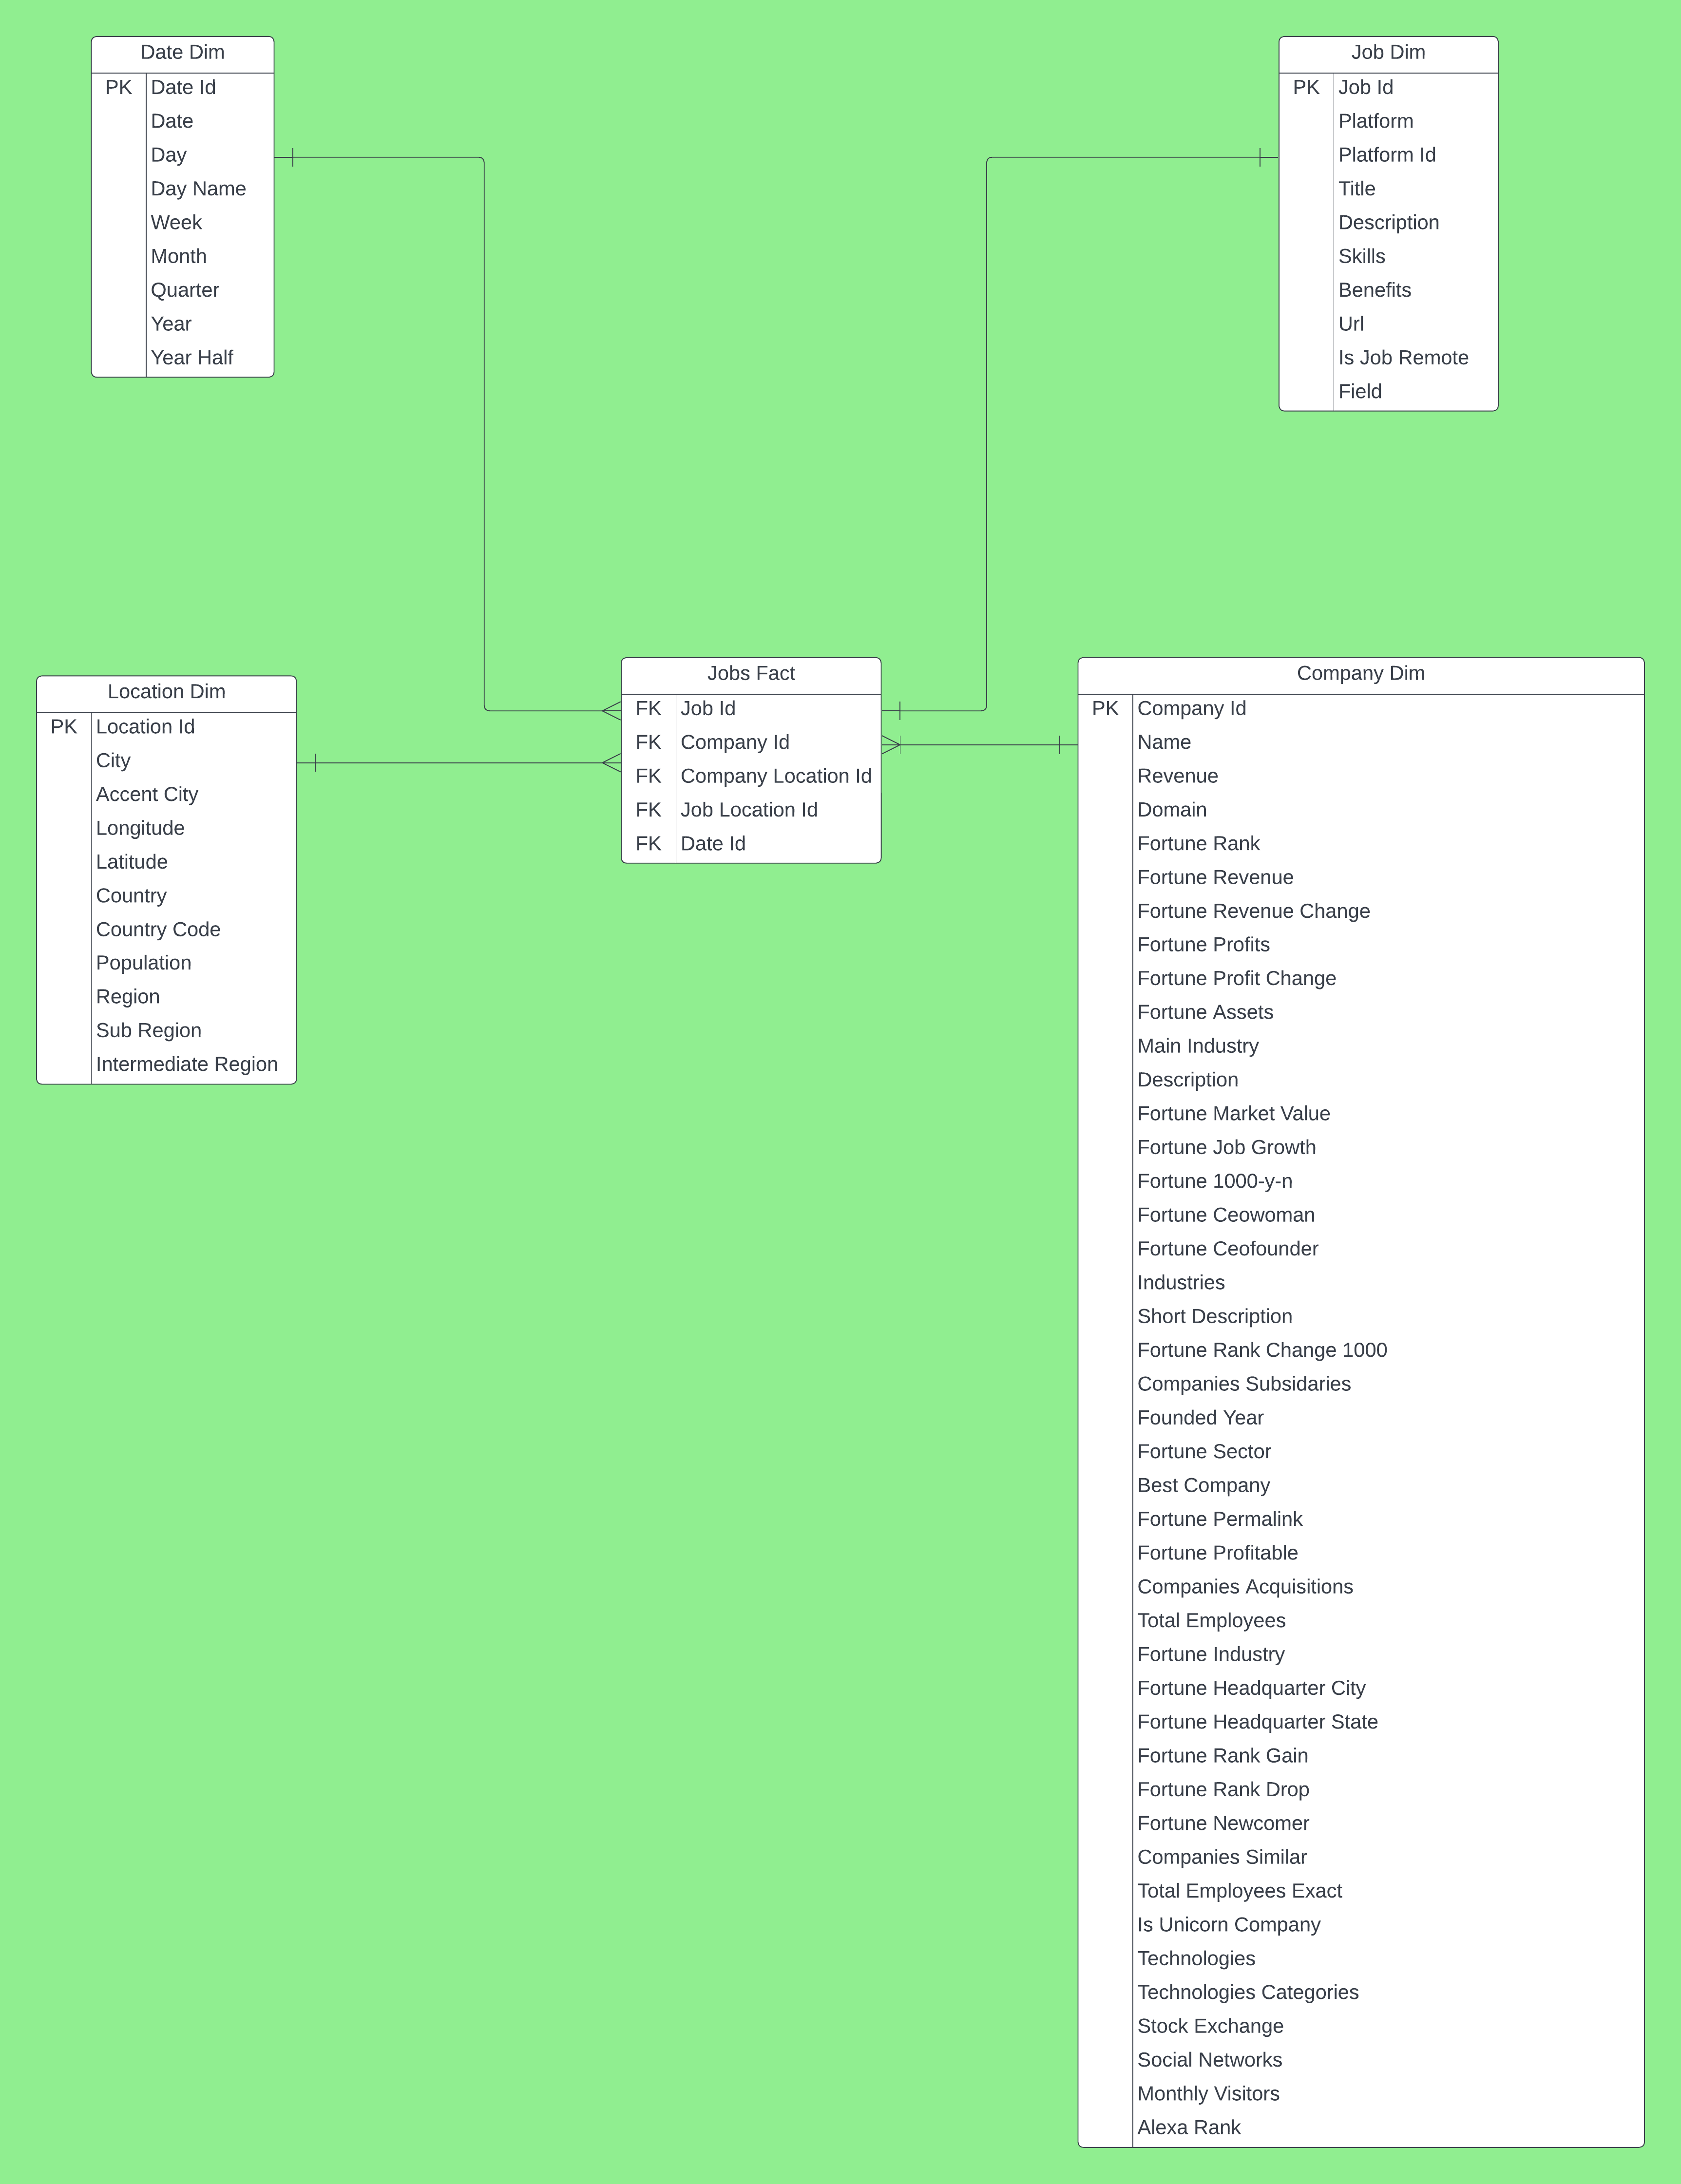 Date Dim
PK Date Id
Date
Day
Day Name
Week
Month
Quarter
Year
Year Half
Job Dim
PK Job Id
Platform
Platform Id
Title
Description
Skills
Benefits
Url
Is Job Remote
Field
Location Dim
PK Location Id
City
Accent City
Longitude
Latitude
Country
Country Code
Population
Region
Sub Region
Intermediate Region
Jobs Fact
FK Job Id
FK Company Id
FK Company Location Id
FK Job Location Id
FK Date Id
Company Dim
PK Company Id
Name
Revenue
Domain
Fortune Rank
Fortune Revenue
Fortune Revenue Change
Fortune Profits
Fortune Profit Change
Fortune Assets
Main Industry
Description
Fortune Market Value
Fortune Job Growth
Fortune 1000-y-n
Fortune Ceowoman
Fortune Ceofounder
Industries
Short Description
Fortune Rank Change 1000
Companies Subsidaries
Founded Year
Fortune Sector
Best Company
Fortune Permalink
Fortune Profitable
Companies Acquisitions
Total Employees
Fortune Industry
Fortune Headquarter City
Fortune Headquarter State
Fortune Rank Gain
Fortune Rank Drop
Fortune Newcomer
Companies Similar
Total Employees Exact
Is Unicorn Company
Technologies
Technologies Categories
Stock Exchange
Social Networks
Monthly Visitors
Alexa Rank